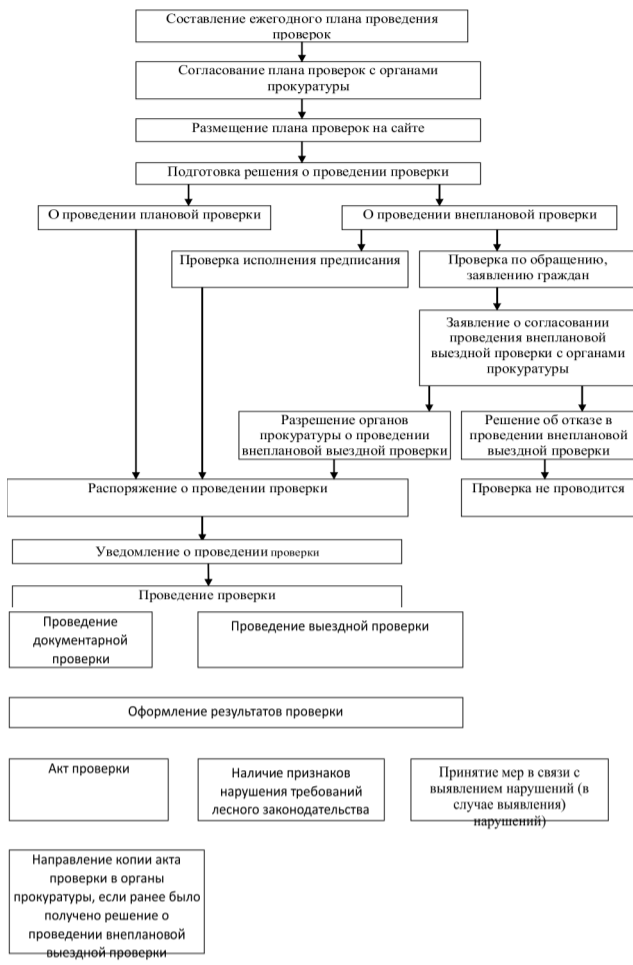 Составление ежегодного плана проведения
проверок
Согласование плана проверок с органами
прокуратуры
Размещение плана проверок на сайте
Подготовка решения о проведении проверки
О проведении плановой проверки
О проведении внеплановой проверки
Проверка исполнения предписания
Проверка по обращению,
заявлению граждан
Заявление о согласовании
проведения внеплановой
выездной проверки с органами
прокуратуры
Разрешение органов
прокуратуры о проведении
внеплановой выездной проверки
Решение об отказе в
проведении внеплановой
выездной проверки
Распоряжение о проведении проверки
Проверка не проводится
Уведомление о проведении проверки
Проведение проверки
Проведение
документарной
проверки
Проведение выездной проверки
Оформление результатов проверки
Акт проверки
Наличие признаков
нарушения требований
лесного законодательства
Принятие мер в связи с
выявлением нарушений (в
случае выявления)
нарушений)
Направление копии акта
проверки в органы
прокуратуры, если ранее было
получено решение о
проведении внеплановой
выездной проверки